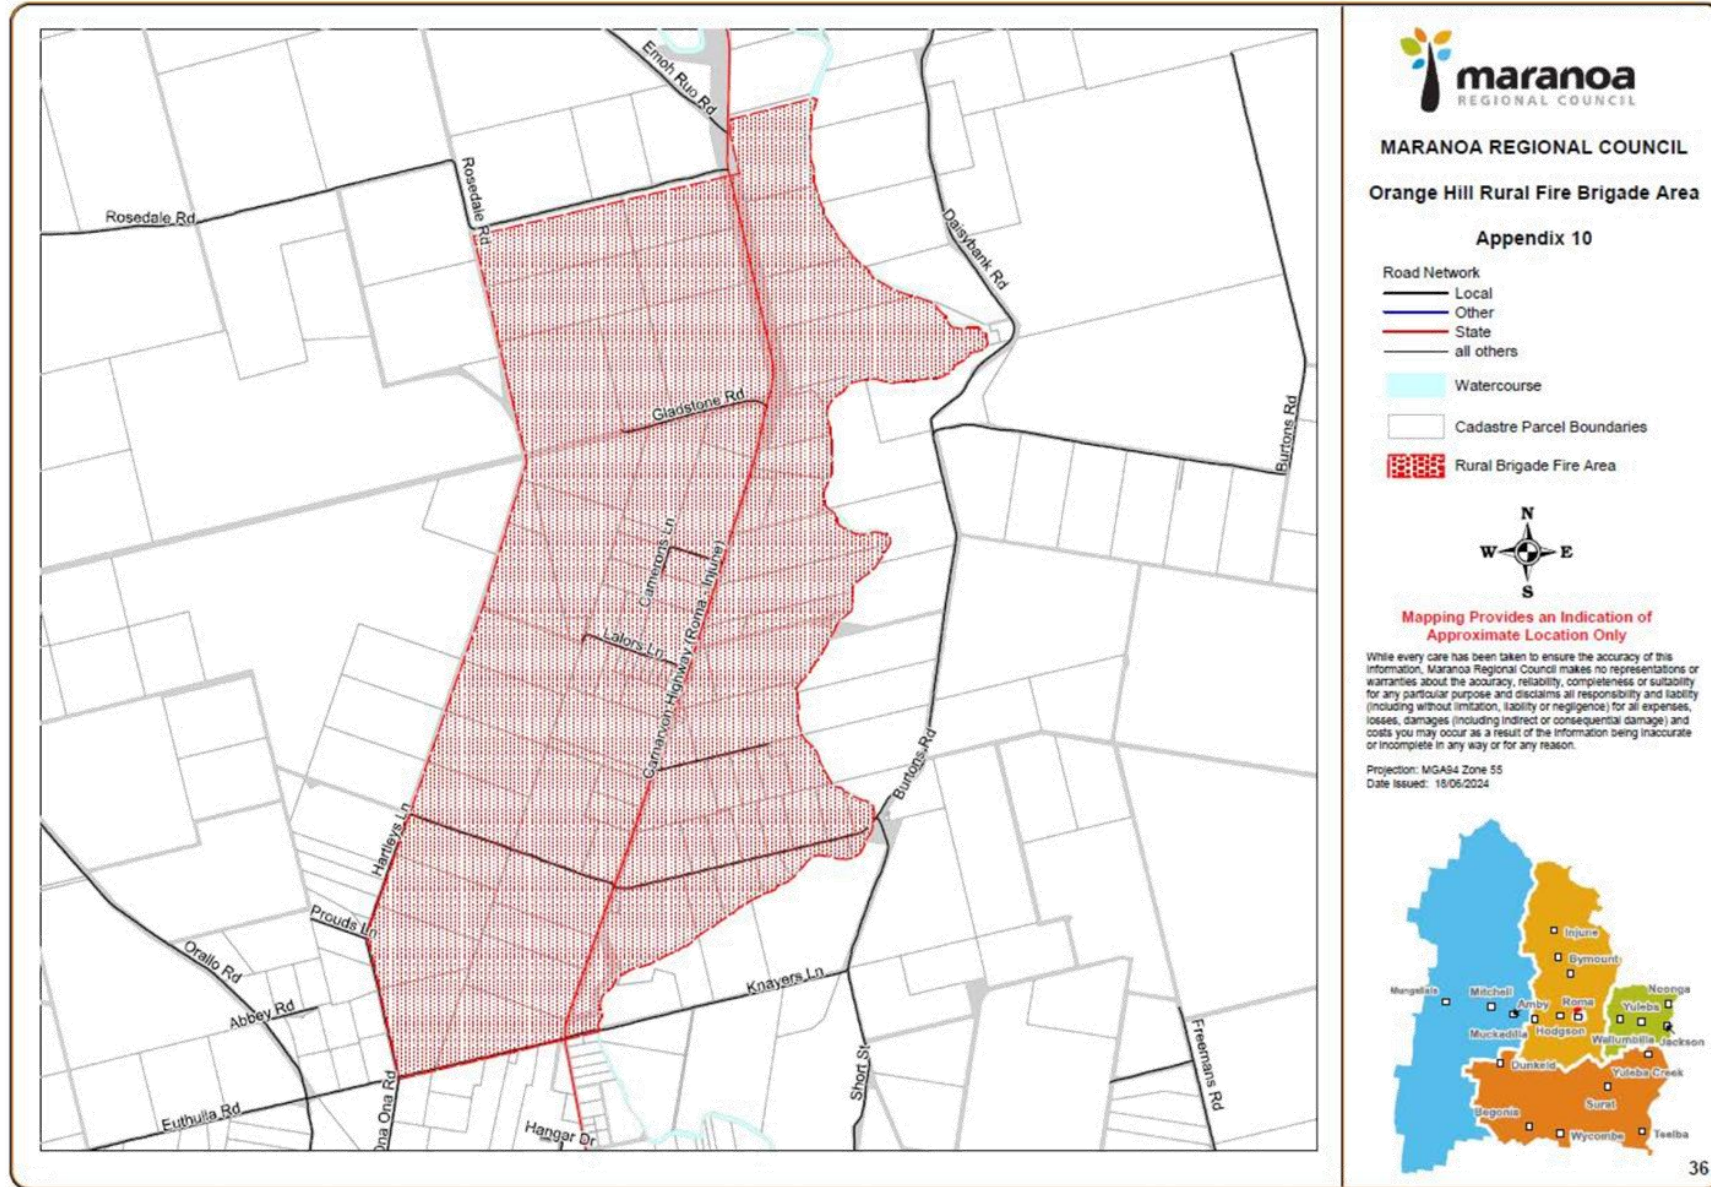 Emoh Ruo Rd
Rosedale Rd
Rosedale Rd
Daisybank Rd
Gladstone Rd
Burtons Rd
Camerons Ln
Lalors Ln
Carnarvon Highway (Roma - Injune)
Burtons Rd
Hartleys Ln
Prouds Ln
Orallo Rd
Abbey Rd
Knayers Ln
Euthulla Rd
Ona Ona Rd
Hangar Dr
Short St
Freemans Rd
maranoa
REGIONAL COUNCIL
MARANOA REGIONAL COUNCIL
Orange Hill Rural Fire Brigade Area
Appendix 10
Road Network
Local
Other
State
all others
Watercourse
Cadastre Parcel Boundaries
Rural Brigade Fire Area
N
W E
S
Mapping Provides an Indication of
Approximate Location Only
While every care has been taken to ensure the accuracy of this
information, Maranoa Regional Council makes no representations or
warranties about the accuracy, reliability, completeness or suitability
for any particular purpose and disclaims all responsibility and liability
(including without limitation, liability or negligence) for all expenses,
losses, damages (including indirect or consequential damage) and
costs you may occur as a result of the information being inaccurate
or incomplete in any way or for any reason.
Projection: MGA94 Zone 55
Date Issued: 18/06/2024
Injune
Bymount
Mungallala
Mitchell
Amby
Roma
Noonga
Yuleba
Muckadilla
Hodgson
Wallumbilla
Jackson
Dunkeld
Yuleba Creek
Surat
Begonia
Wycombe
Teelba
36